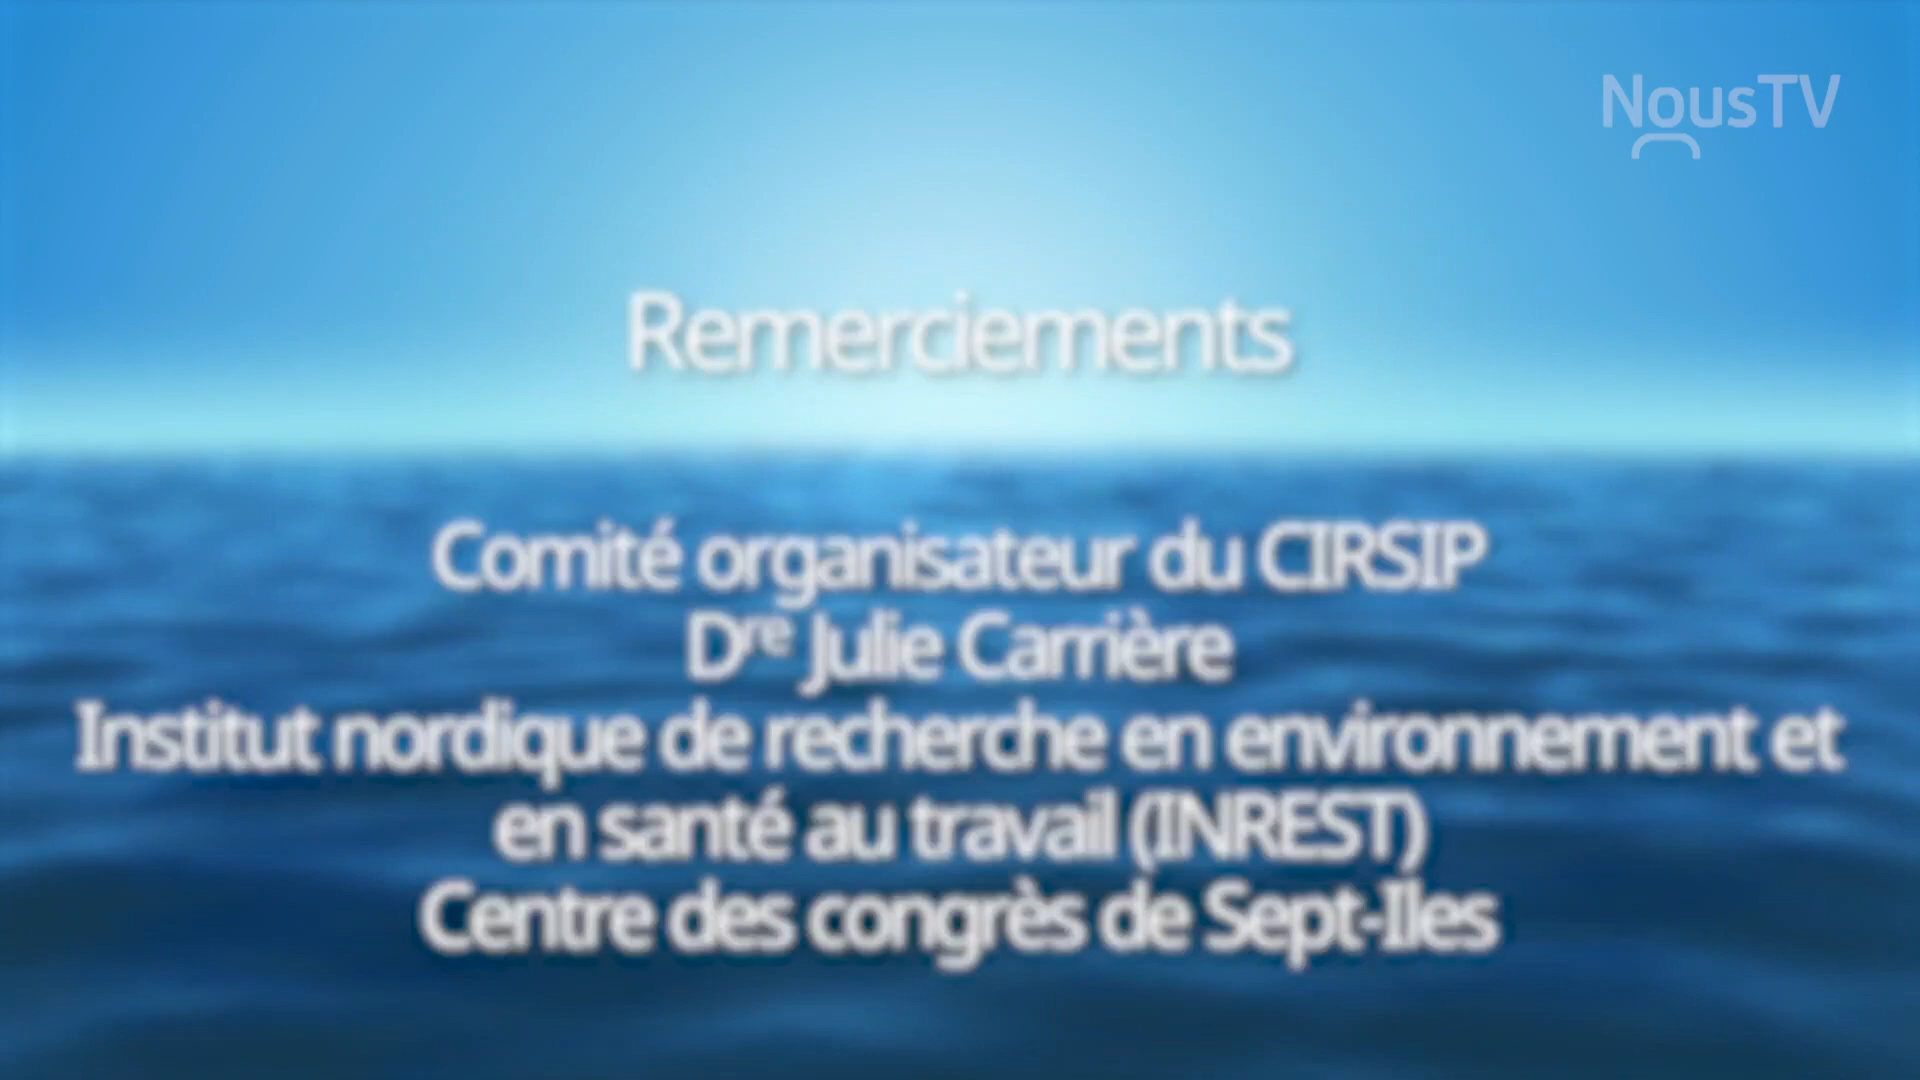 NousTV
Remerciements
Comité organisateur du CIRSIP
Dre Julie Carrière
Institut nordique de recherche en environnement et
en santé au travail (INREST)
Centre des congrès de Sept-Iles